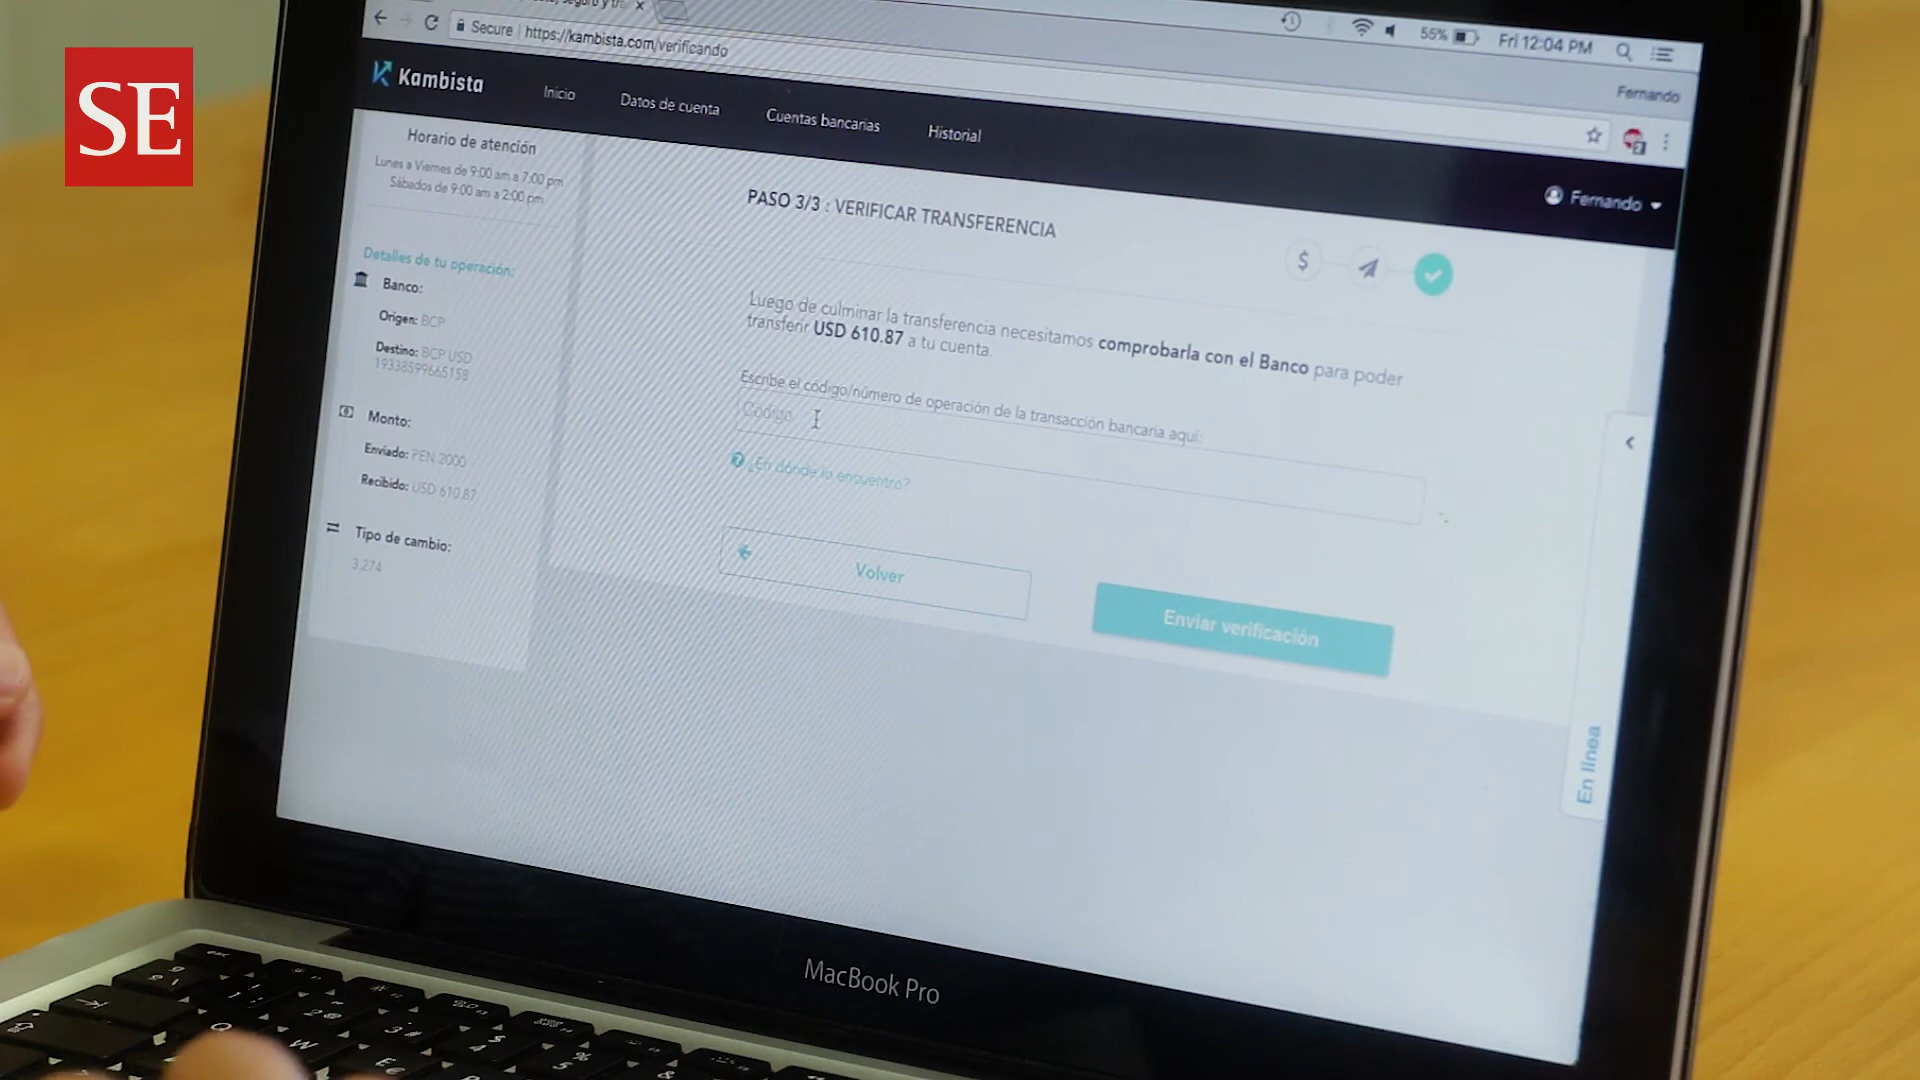 SE
Secure https://kambista.com/verificando
55% Fri 12:04 PM
Fernando
Kambista
Inicio
Datos de cuenta
Cuentas bancarias
Historial
Fernando
Horario de atención
Lunes a Viernes de 9:00 am a 7:00 pm
Sábados de 9:00 am a 2:00 pm
Detalles de tu operación:
Banco:
Origen: BCP
Destino: BCP USD
19338599665158
Monto:
Enviado: PEN 2000
Recibido: USD 610.87
Tipo de cambio:
3.274
PASO 3/3 : VERIFICAR TRANSFERENCIA
Luego de culminar la transferencia necesitamos comprobarla con el Banco para poder
transferir USD 610.87 a tu cuenta.
Escribe el código/número de operación de la transacción bancaria aquí:
Código
¿En donde lo encuentro?
Volver
Enviar verificación
En línea
MacBook Pro